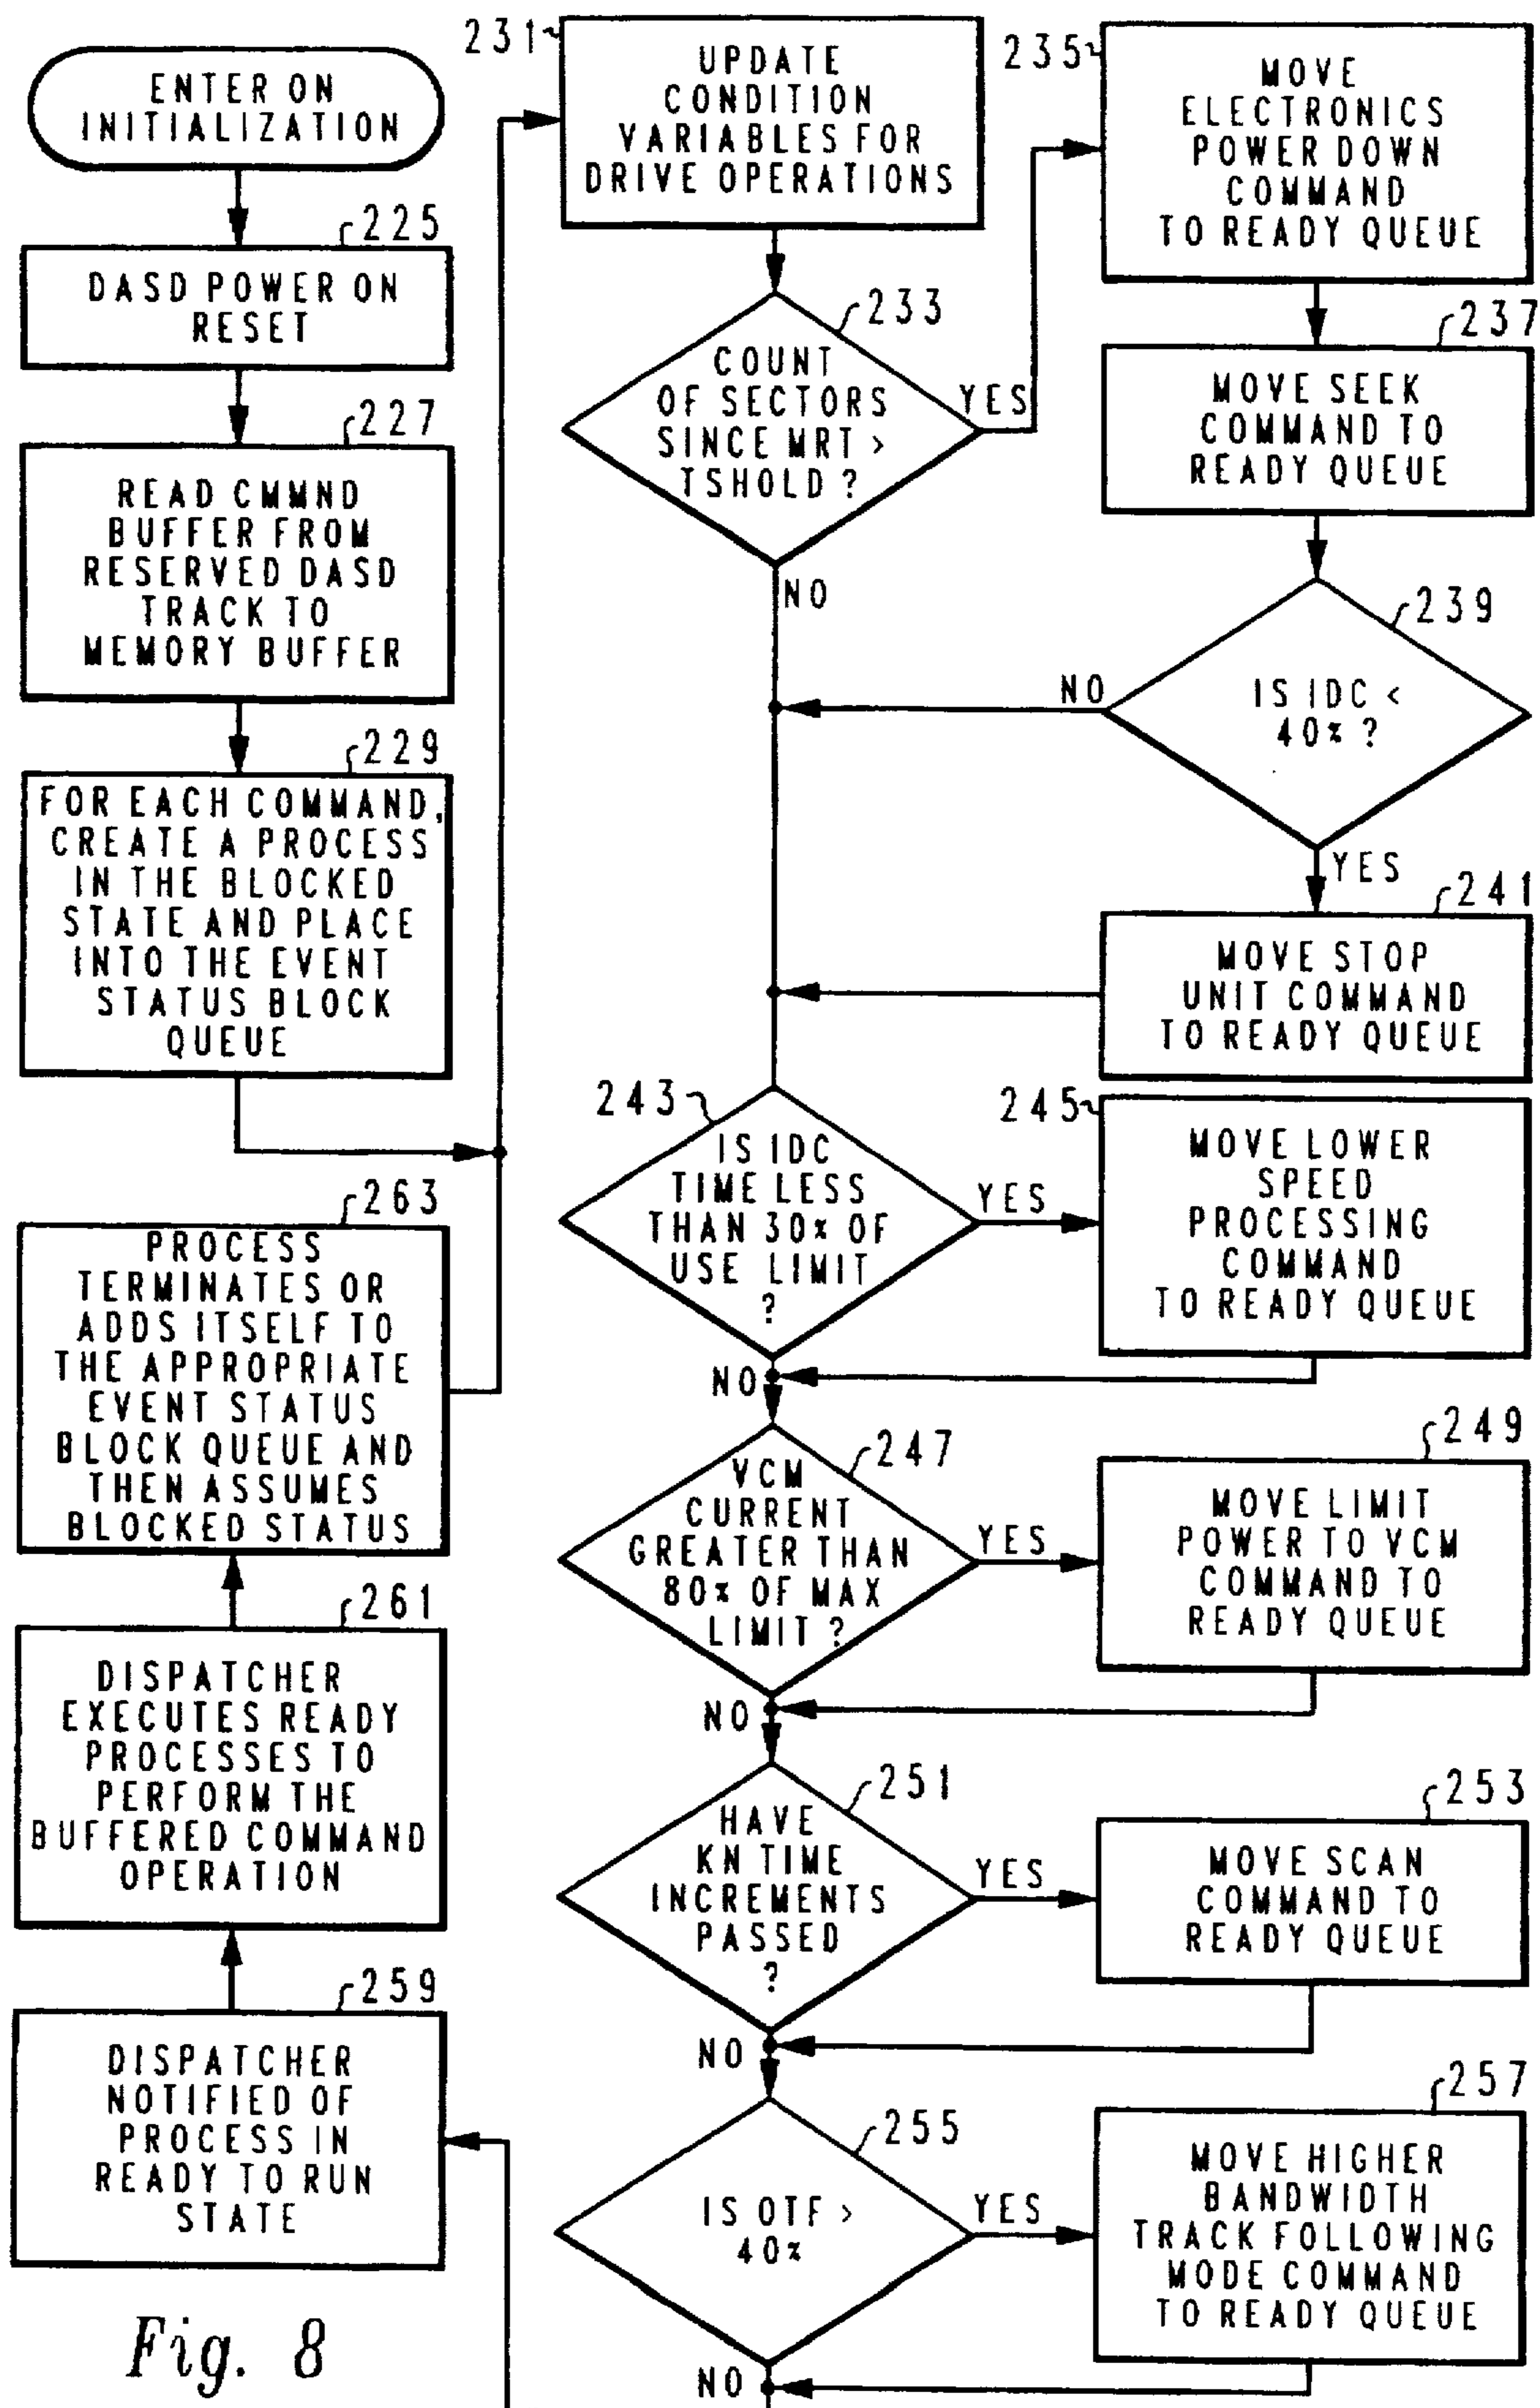 ENTER ON
INITIALIZATION
225
DASD POWER ON
RESET
227
READ CMMND
BUFFER FROM
RESERVED DASD
TRACK TO
MEMORY BUFFER
229
FOR EACH COMMAND,
CREATE A PROCESS
IN THE BLOCKED
STATE AND PLACE
INTO THE EVENT
STATUS BLOCK
QUEUE
263
PROCESS
TERMINATES OR
ADDS ITSELF TO
THE APPROPRIATE
EVENT STATUS
BLOCK QUEUE AND
THEN ASSUMES
BLOCKED STATUS
261
DISPATCHER
EXECUTES READY
PROCESSES TO
PERFORM THE
BUFFERED COMMAND
OPERATION
259
DISPATCHER
NOTIFIED OF
PROCESS IN
READY TO RUN
STATE
Fig. 8
231
UPDATE
CONDITION
VARIABLES FOR
DRIVE OPERATIONS
233
COUNT
OF SECTORS
SINCE MRT >
TSHOLD ?
YES
NO
235
MOVE
ELECTRONICS
POWER DOWN
COMMAND
TO READY QUEUE
237
MOVE SEEK
COMMAND TO
READY QUEUE
239
IS IDC <
40% ?
NO
YES
241
MOVE STOP
UNIT COMMAND
TO READY QUEUE
243
IS IDC
TIME LESS
THAN 30% OF
USE LIMIT
?
YES
NO
245
MOVE LOWER
SPEED
PROCESSING
COMMAND
TO READY QUEUE
247
VCM
CURRENT
GREATER THAN
80% OF MAX
LIMIT ?
YES
NO
249
MOVE LIMIT
POWER TO VCM
COMMAND TO
READY QUEUE
251
HAVE
KN TIME
INCREMENTS
PASSED
?
YES
NO
253
MOVE SCAN
COMMAND TO
READY QUEUE
255
IS OTF >
40%
YES
NO
257
MOVE HIGHER
BANDWIDTH
TRACK FOLLOWING
MODE COMMAND
TO READY QUEUE